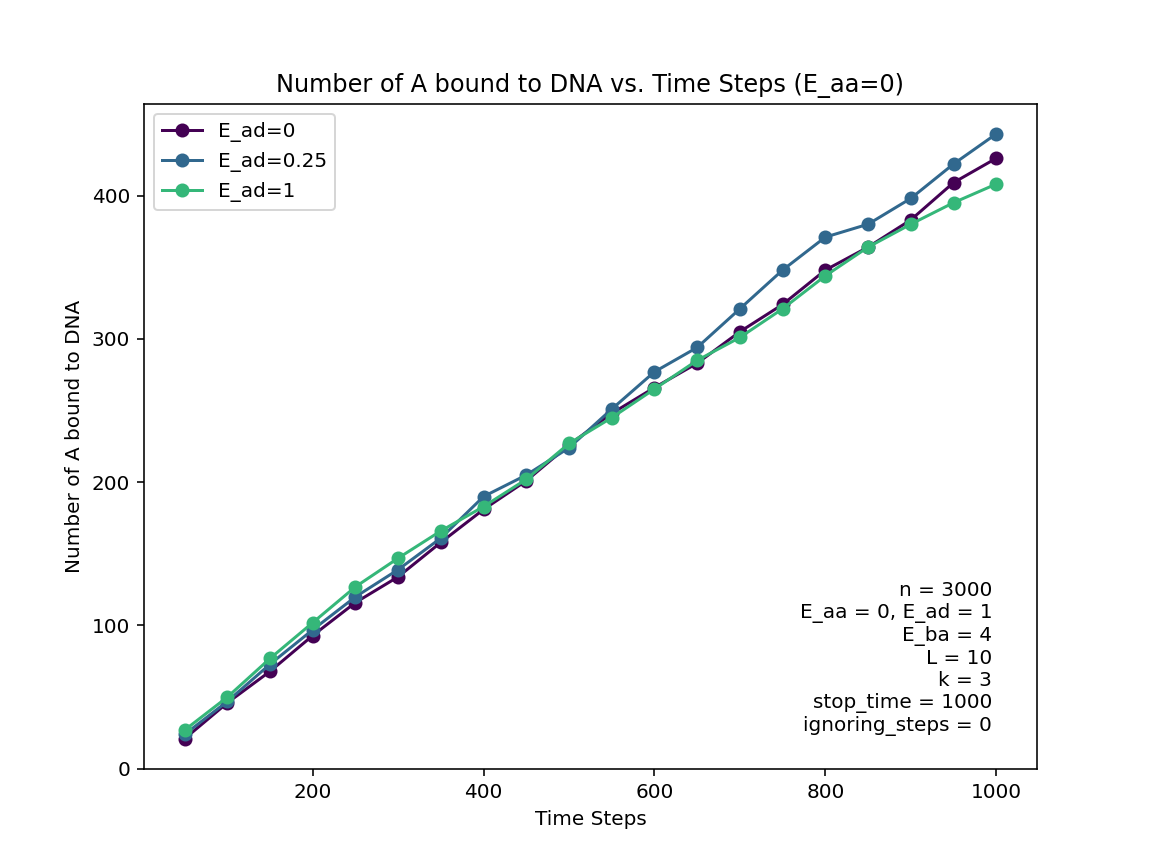 Number of A bound to DNA vs. Time Steps (E_aa=0)
E_ad=0
E_ad=0.25
E_ad=1
Number of A bound to DNA
400
300
200
100
0
n = 3000
E_aa = 0, E_ad = 1
E_ba = 4
L = 10
k = 3
stop_time = 1000
ignoring_steps = 0
200 400 600 800 1000
Time Steps